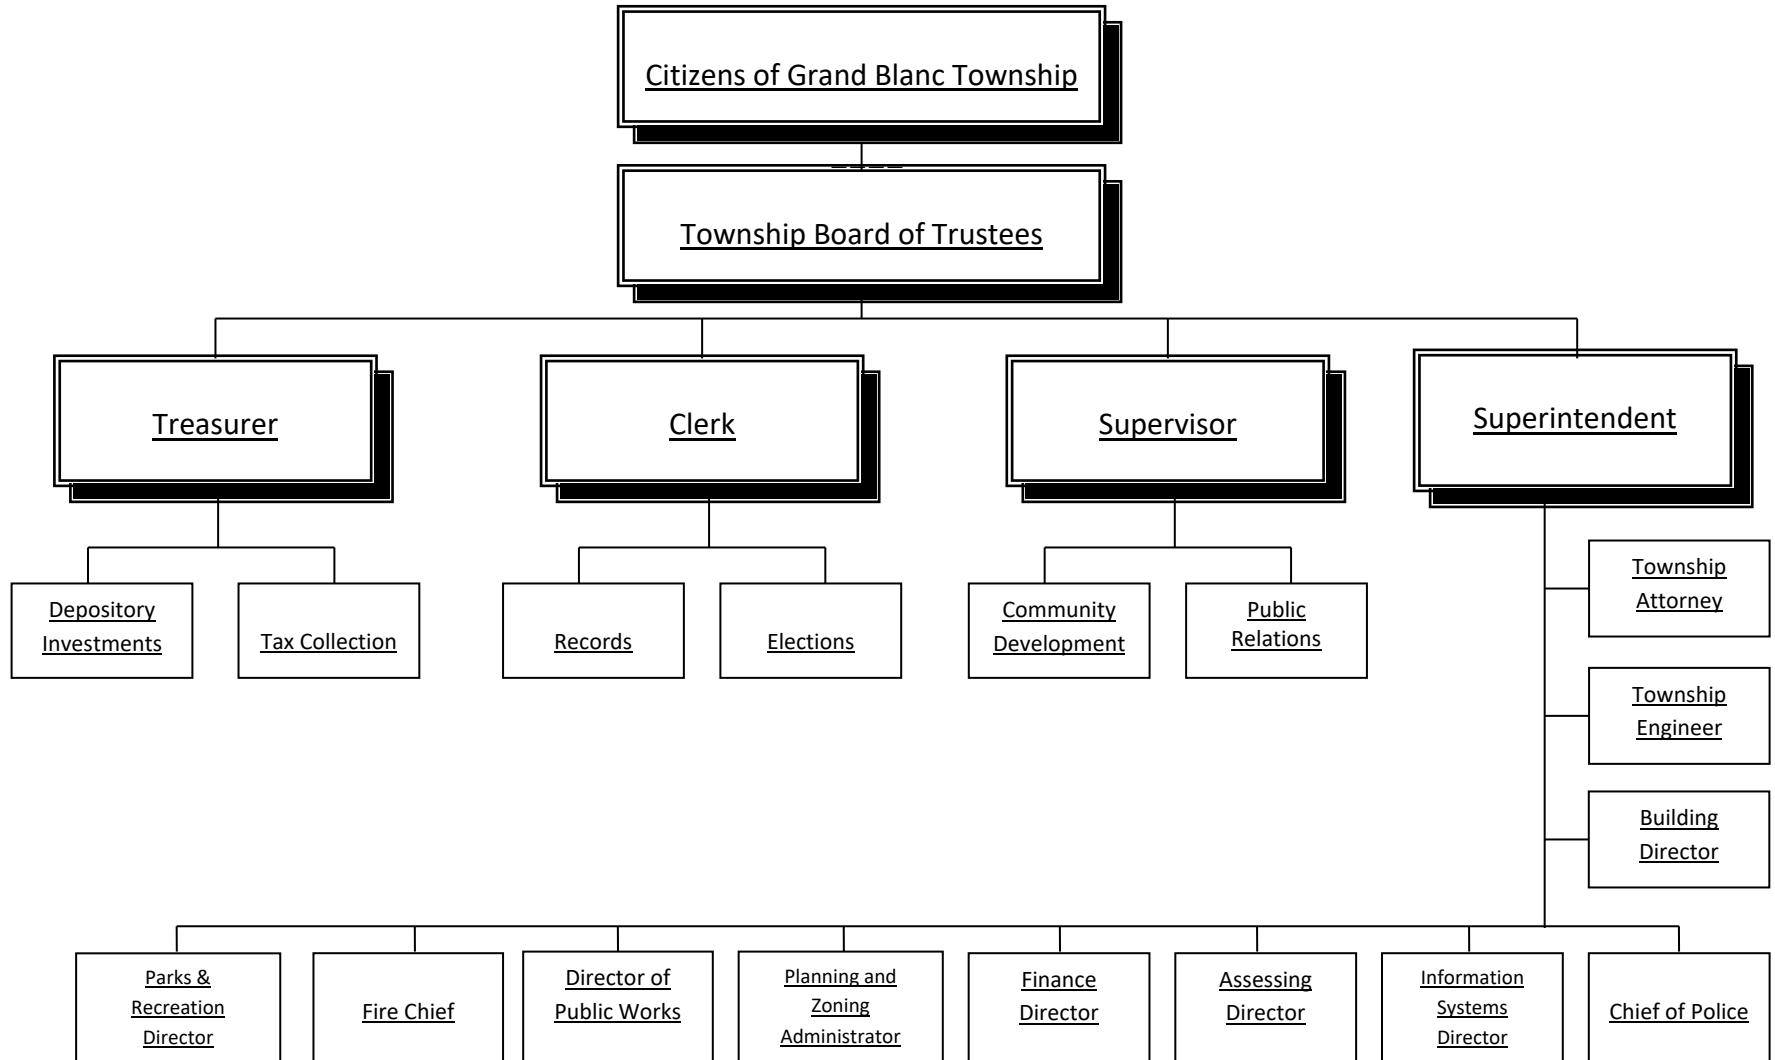 Citizens of Grand Blanc Township
Township Board of Trustees
Treasurer
Clerk
Supervisor
Superintendent
Depository
Investments
Tax Collection
Records
Elections
Community
Development
Public
Relations
Township
Attorney
Township
Engineer
Building
Director
Parks &
Recreation
Director
Fire Chief
Director of
Public Works
Planning and
Zoning
Administrator
Finance
Director
Assessing
Director
Information
Systems
Director
Chief of Police